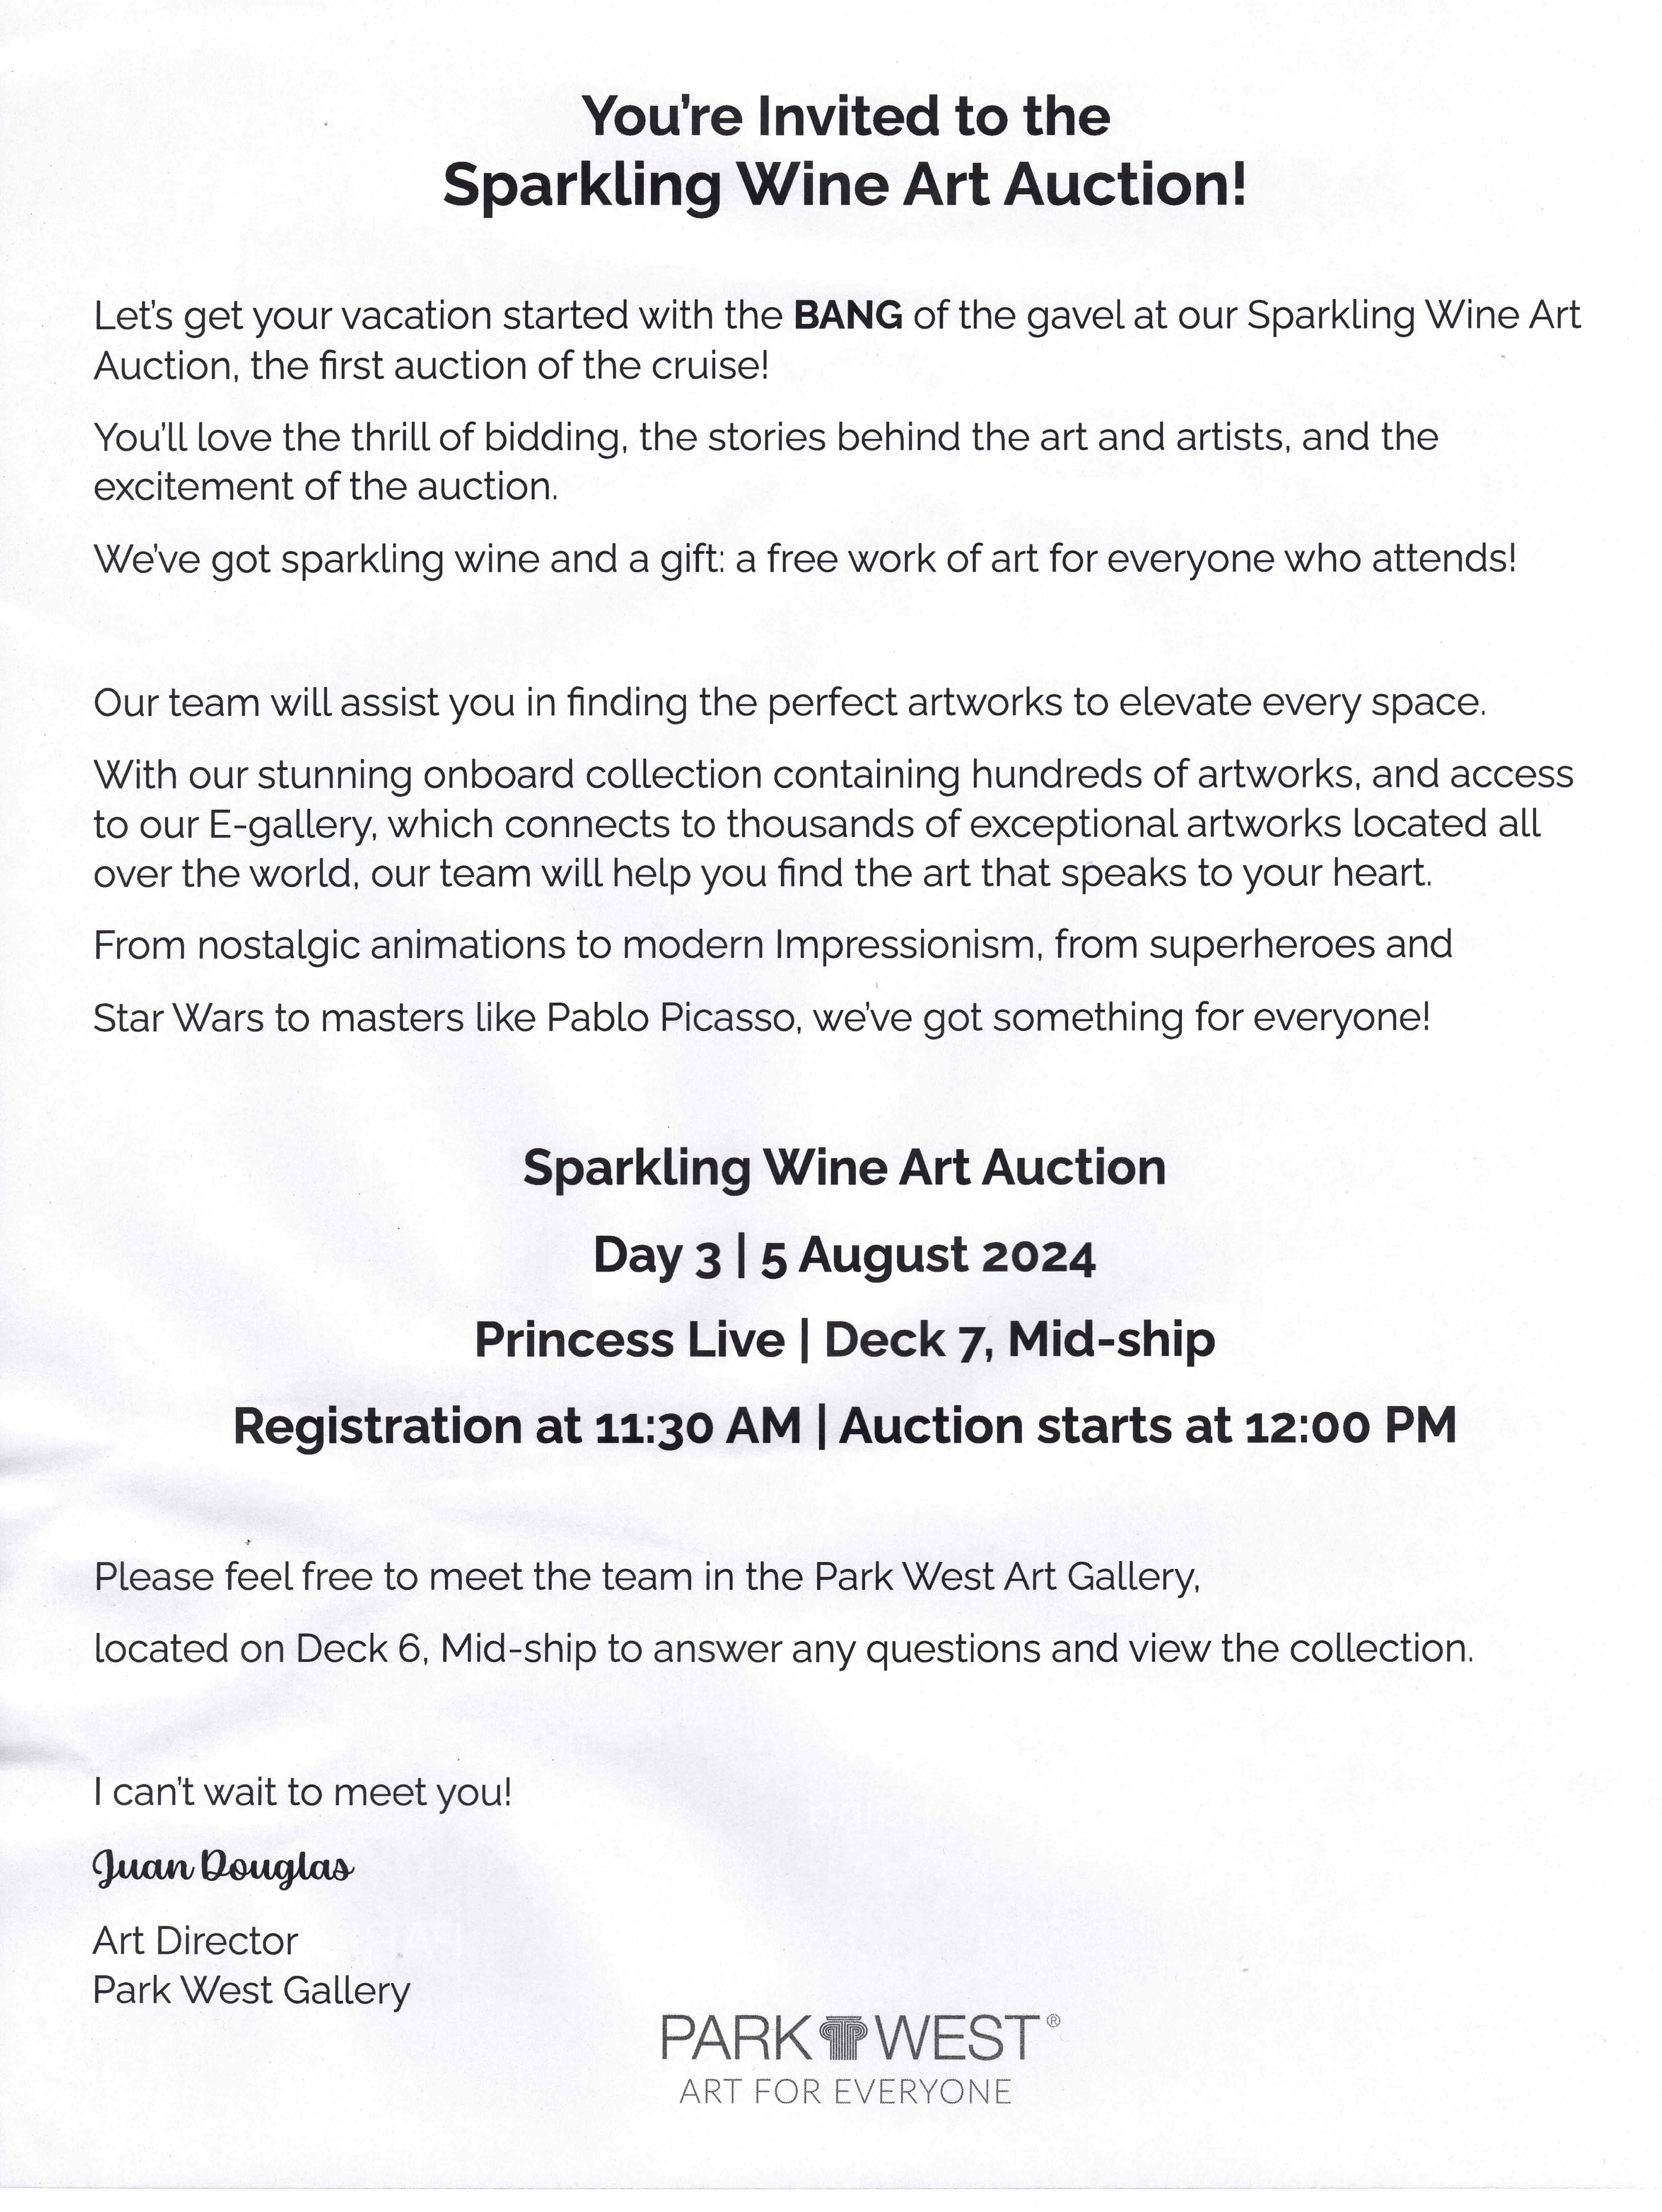 You're Invited to the
Sparkling Wine Art Auction!
Let's get your vacation started with the BANG of the gavel at our Sparkling Wine Art
Auction, the first auction of the cruise!
You'll love the thrill of bidding, the stories behind the art and artists, and the
excitement of the auction.
We've got sparkling wine and a gift: a free work of art for everyone who attends!
Our team will assist you in finding the perfect artworks to elevate every space.
With our stunning onboard collection containing hundreds of artworks, and access
to our E-gallery, which connects to thousands of exceptional artworks located all
over the world, our team will help you find the art that speaks to your heart.
From nostalgic animations to modern Impressionism, from superheroes and
Star Wars to masters like Pablo Picasso, we've got something for everyone!
Sparkling Wine Art Auction
Day 3 | 5 August 2024
Princess Live | Deck 7, Mid-ship
Registration at 11:30 AM | Auction starts at 12:00 PM
Please feel free to meet the team in the Park West Art Gallery,
located on Deck 6, Mid-ship to answer any questions and view the collection.
I can't wait to meet you!
Juan Douglas
Art Director
Park West Gallery
PARK WEST®
ART FOR EVERYONE